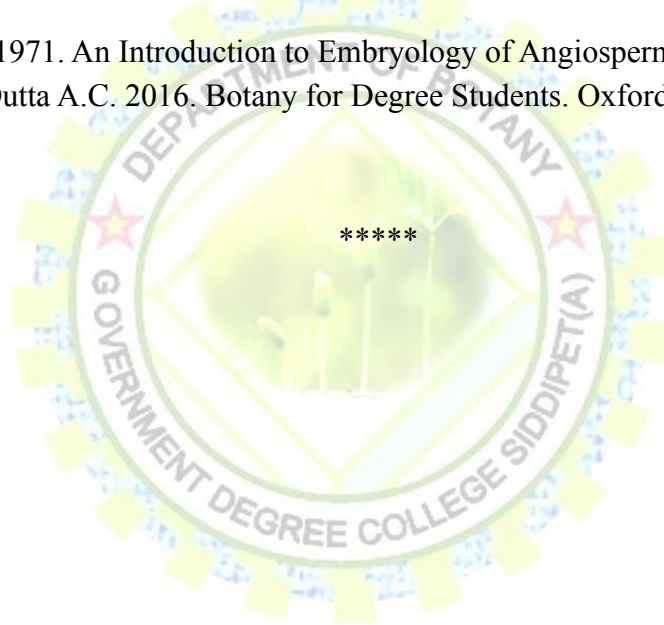 1971. An Introduction to Embryology of Angiosperm
Dutta A.C. 2016. Botany for Degree Students. Oxford
*****
DEPARTMENT OF BOTANY
GOVERNMENT DEGREE COLLEGE SIDDIPET(A)